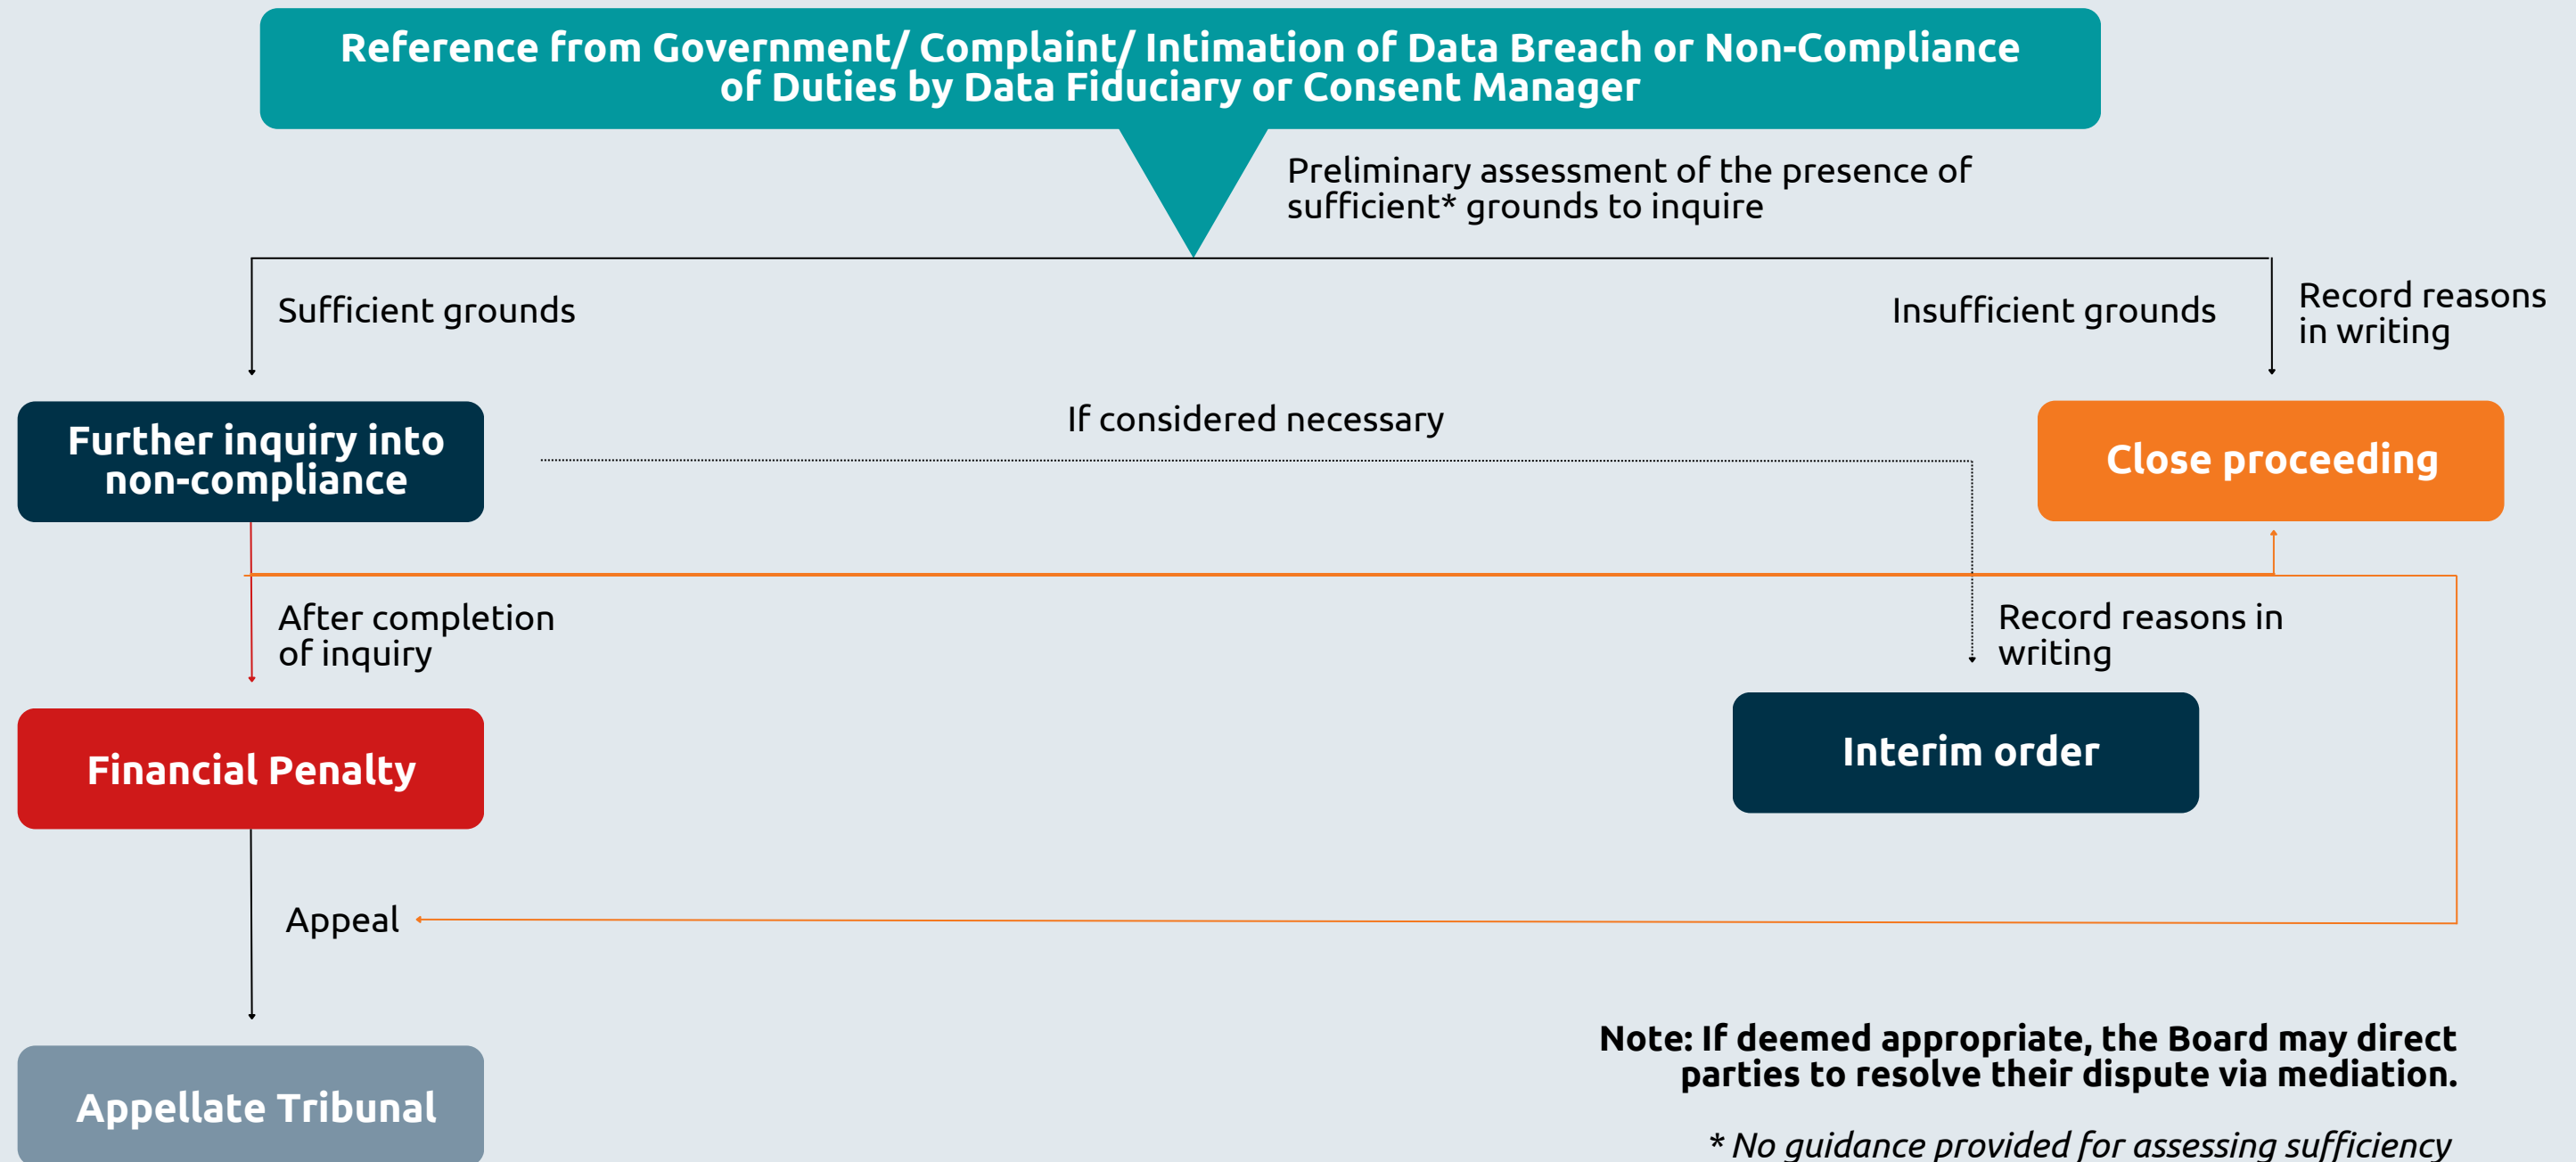 Reference from Government/ Complaint/ Intimation of Data Breach or Non-Compliance
of Duties by Data Fiduciary or Consent Manager
Preliminary assessment of the presence of
sufficient* grounds to inquire
Sufficient grounds
Insufficient grounds
Record reasons
in writing
Further inquiry into
non-compliance
If considered necessary
Close proceeding
After completion
of inquiry
Record reasons in
writing
Financial Penalty
Interim order
Appeal
Note: If deemed appropriate, the Board may direct
parties to resolve their dispute via mediation.
Appellate Tribunal
* No guidance provided for assessing sufficiency